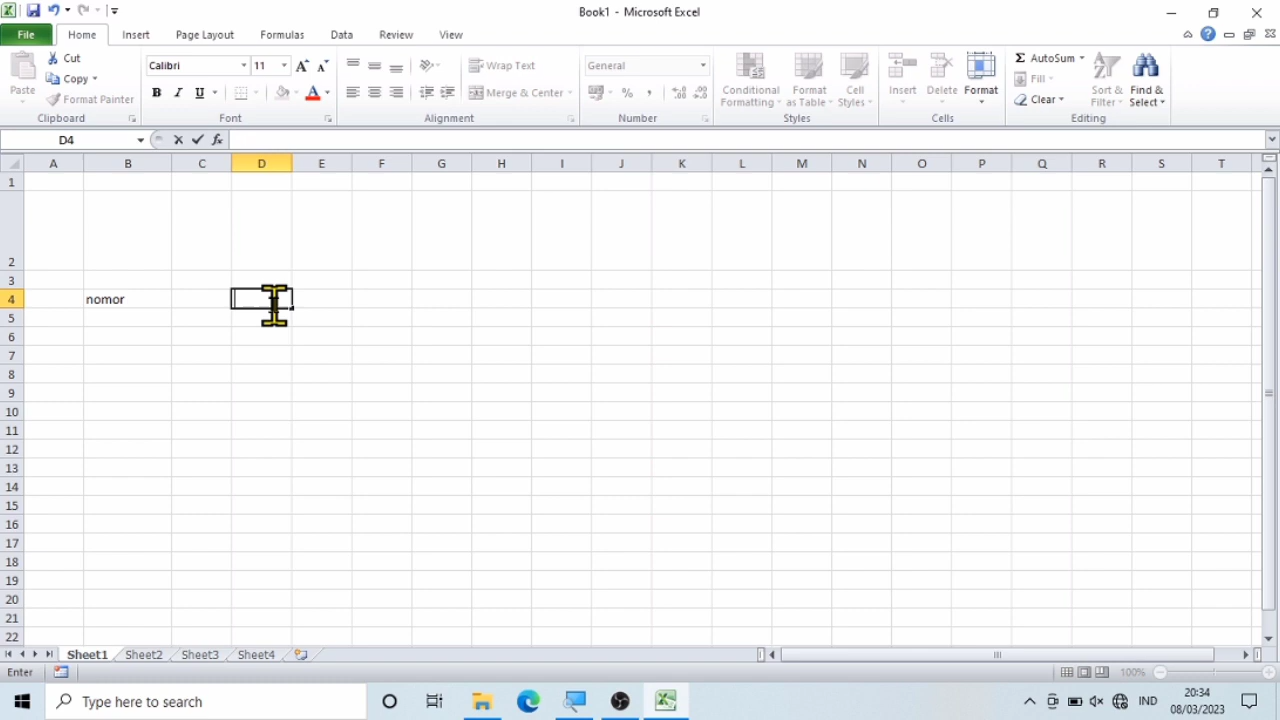 Book1 - Microsoft Excel
File Home Insert Page Layout Formulas Data Review View
Paste
Cut
Copy
Format Painter
Clipboard
Calibri 11
B I U
Font
Wrap Text
Merge & Center
Alignment
General
% ,
Number
Conditional Formatting
Format as Table
Cell Styles
Styles
Insert Delete Format
Cells
Σ AutoSum
Fill
Clear
Sort & Filter
Find & Select
Editing
D4 fx
A B C D E F G H I J K L M N O P Q R S T
1
2
3
4 nomor
5
6
7
8
9
10
11
12
13
14
15
16
17
18
19
20
21
22
Sheet1 Sheet2 Sheet3 Sheet4
Enter 100%
Type here to search
IND
20:34
08/03/2023